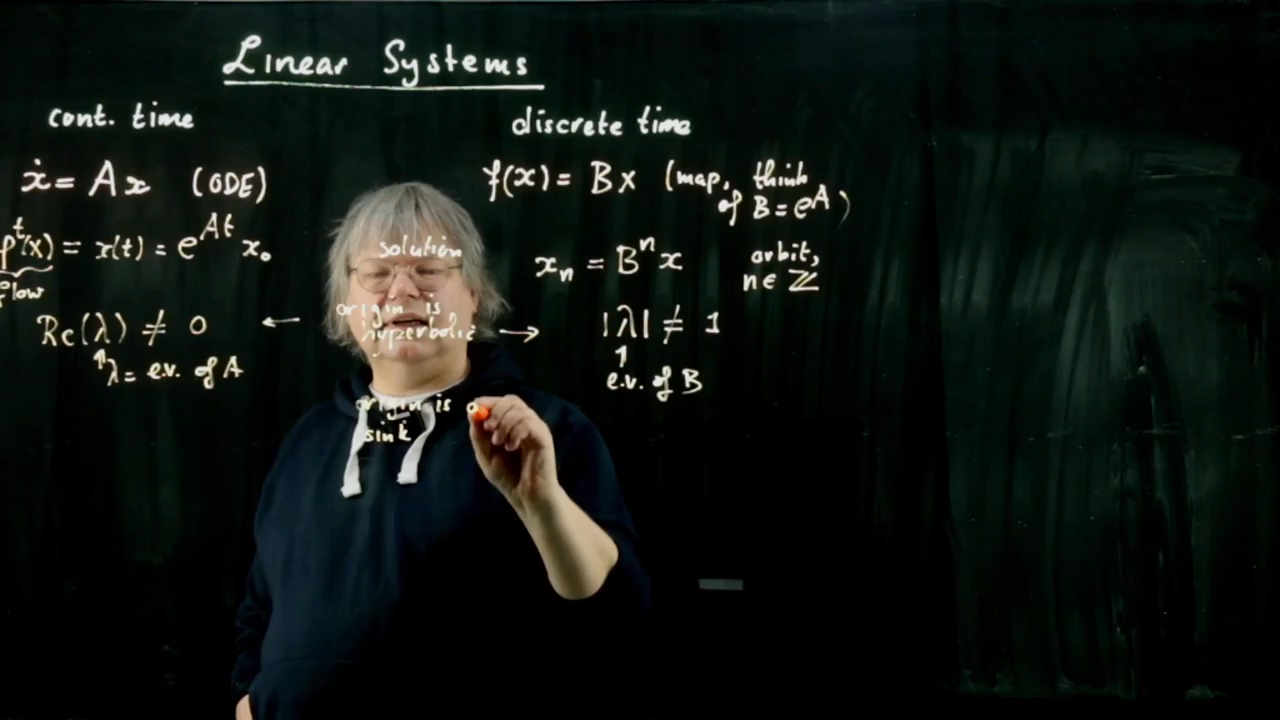 Linear Systems
cont. time
discrete time
ẋ = Ax (ODE)
f(x) = Bx (map, think
of B = e^A)
φ^t(x) = x(t) = e^{At} x₀
flow
solution
xₙ = Bⁿx
orbit,
n ∈ ℤ
Re(λ) ≠ 0 ← origin is
hyperbolic → |λ| ≠ 1
↑ λ = e.v. of A
↑
e.v. of B
origin is
sink